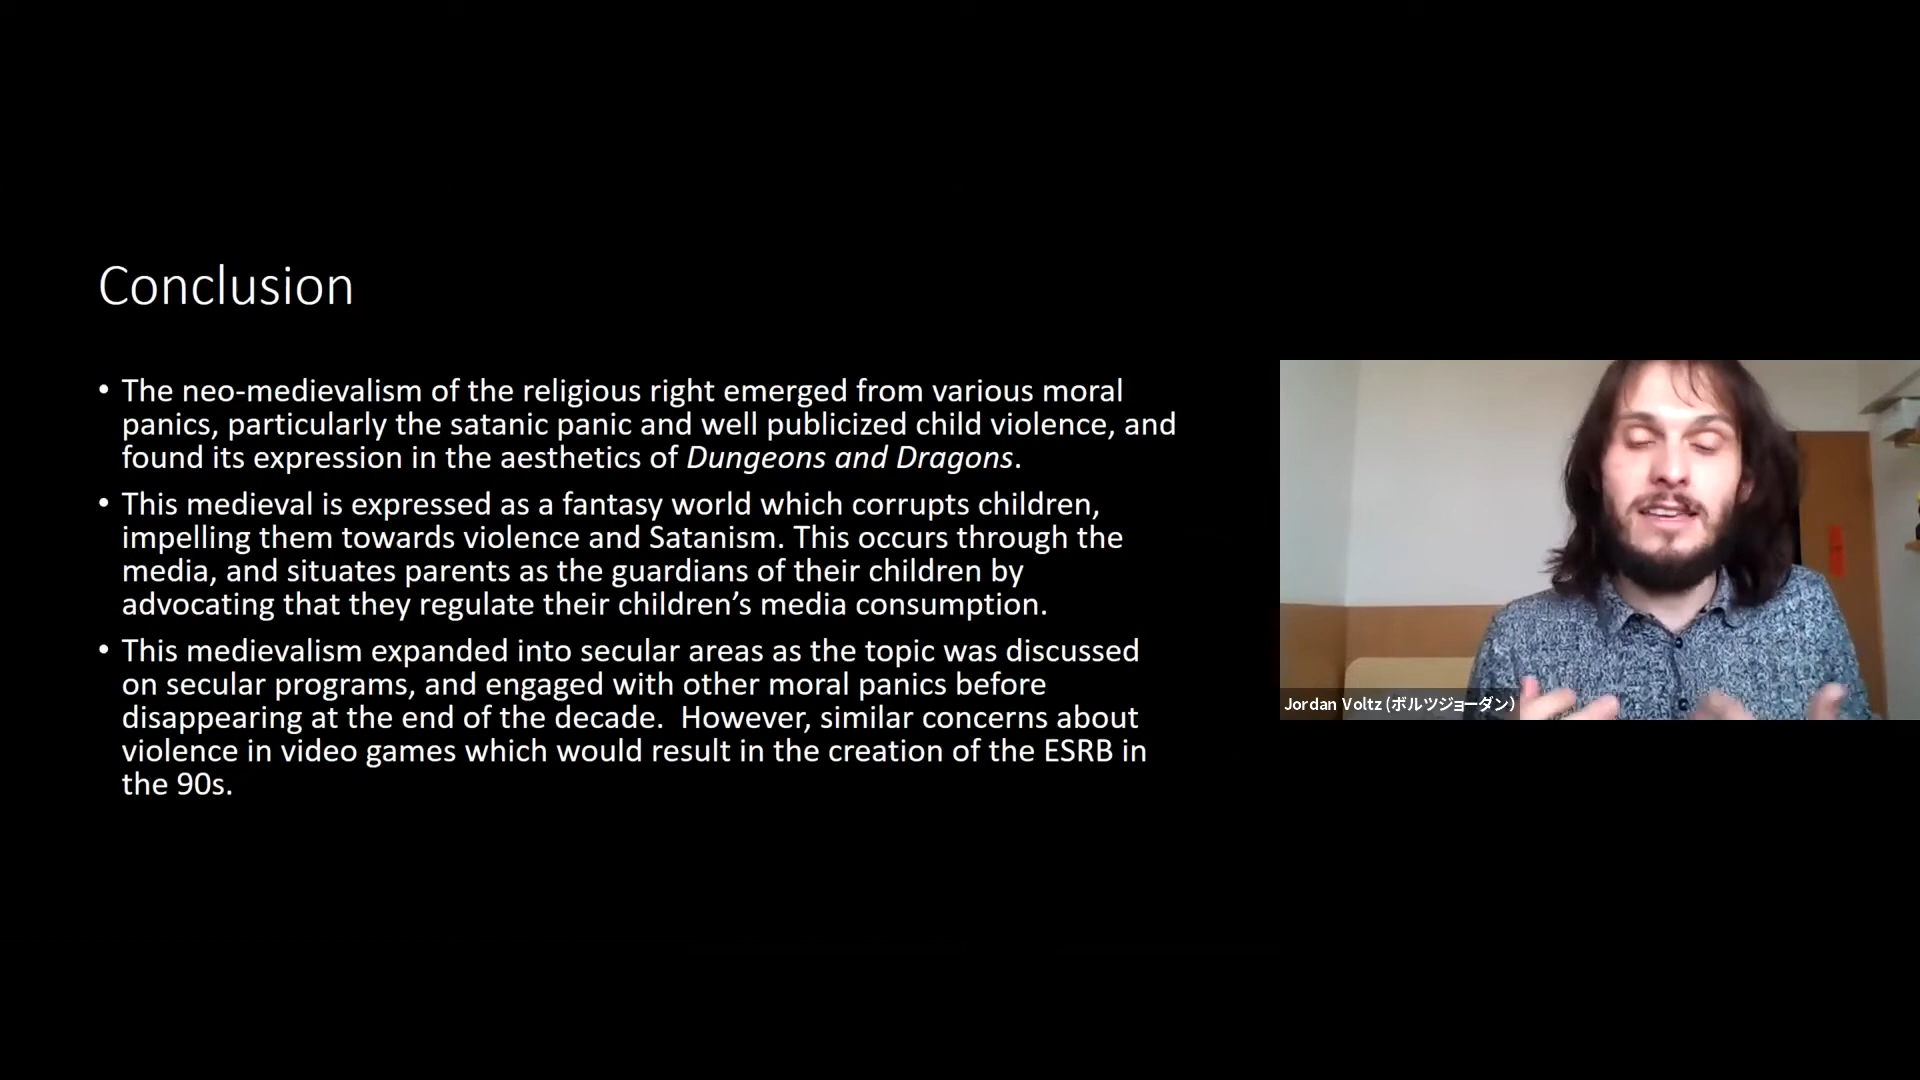 Conclusion
• The neo-medievalism of the religious right emerged from various moral
panics, particularly the satanic panic and well publicized child violence, and
found its expression in the aesthetics of Dungeons and Dragons.
• This medieval is expressed as a fantasy world which corrupts children,
impelling them towards violence and Satanism. This occurs through the
media, and situates parents as the guardians of their children by
advocating that they regulate their children’s media consumption.
• This medievalism expanded into secular areas as the topic was discussed
on secular programs, and engaged with other moral panics before
disappearing at the end of the decade.  However, similar concerns about
violence in video games which would result in the creation of the ESRB in
the 90s.
Jordan Voltz (ボルツジョーダン)